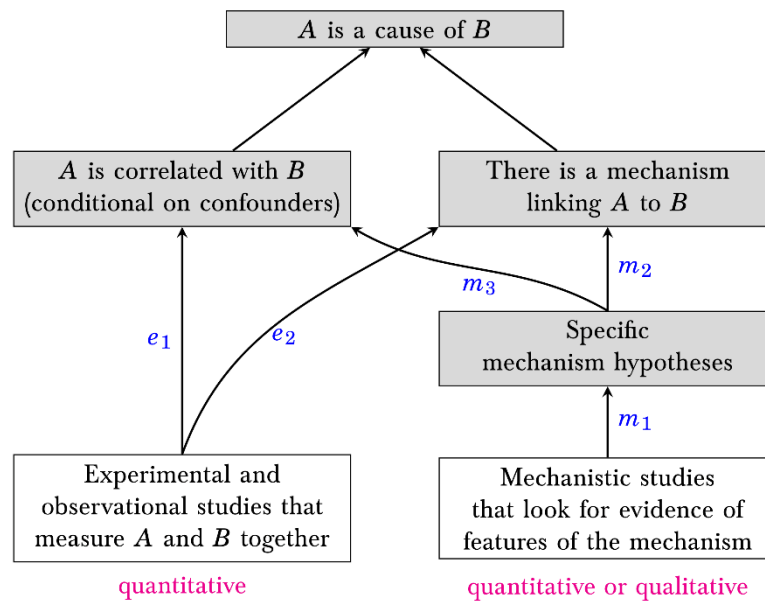 A is a cause of B
A is correlated with B
(conditional on confounders)
There is a mechanism
linking A to B
e1
e2
m3
m2
Specific
mechanism hypotheses
m1
Experimental and
observational studies that
measure A and B together
Mechanistic studies
that look for evidence of
features of the mechanism
quantitative
quantitative or qualitative